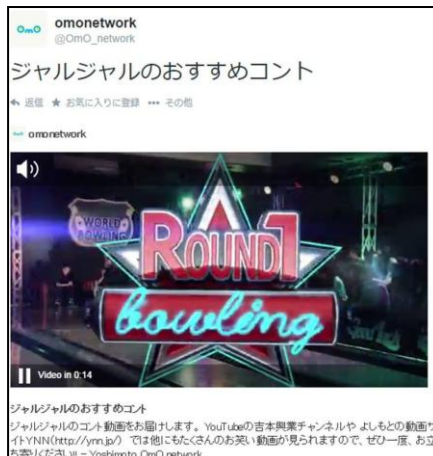 OmO
omonetwork
@OmO_network
ジャルジャルのおすすめコント
返信 お気に入りに登録 その他
omonetwork
WORLD
BOWLING
ROUND1
bowling
Video in 0:14
ジャルジャルのおすすめコント
ジャルジャルのコント動画をお届けします。YouTubeの吉本興業チャンネルや よしもとの動画サ
イトYNN(http://ynn.jp/) では他にもたくさんのお笑い動画が見られますので、ぜひ一度、お立
ち寄りください!! - Yoshimoto OmO network